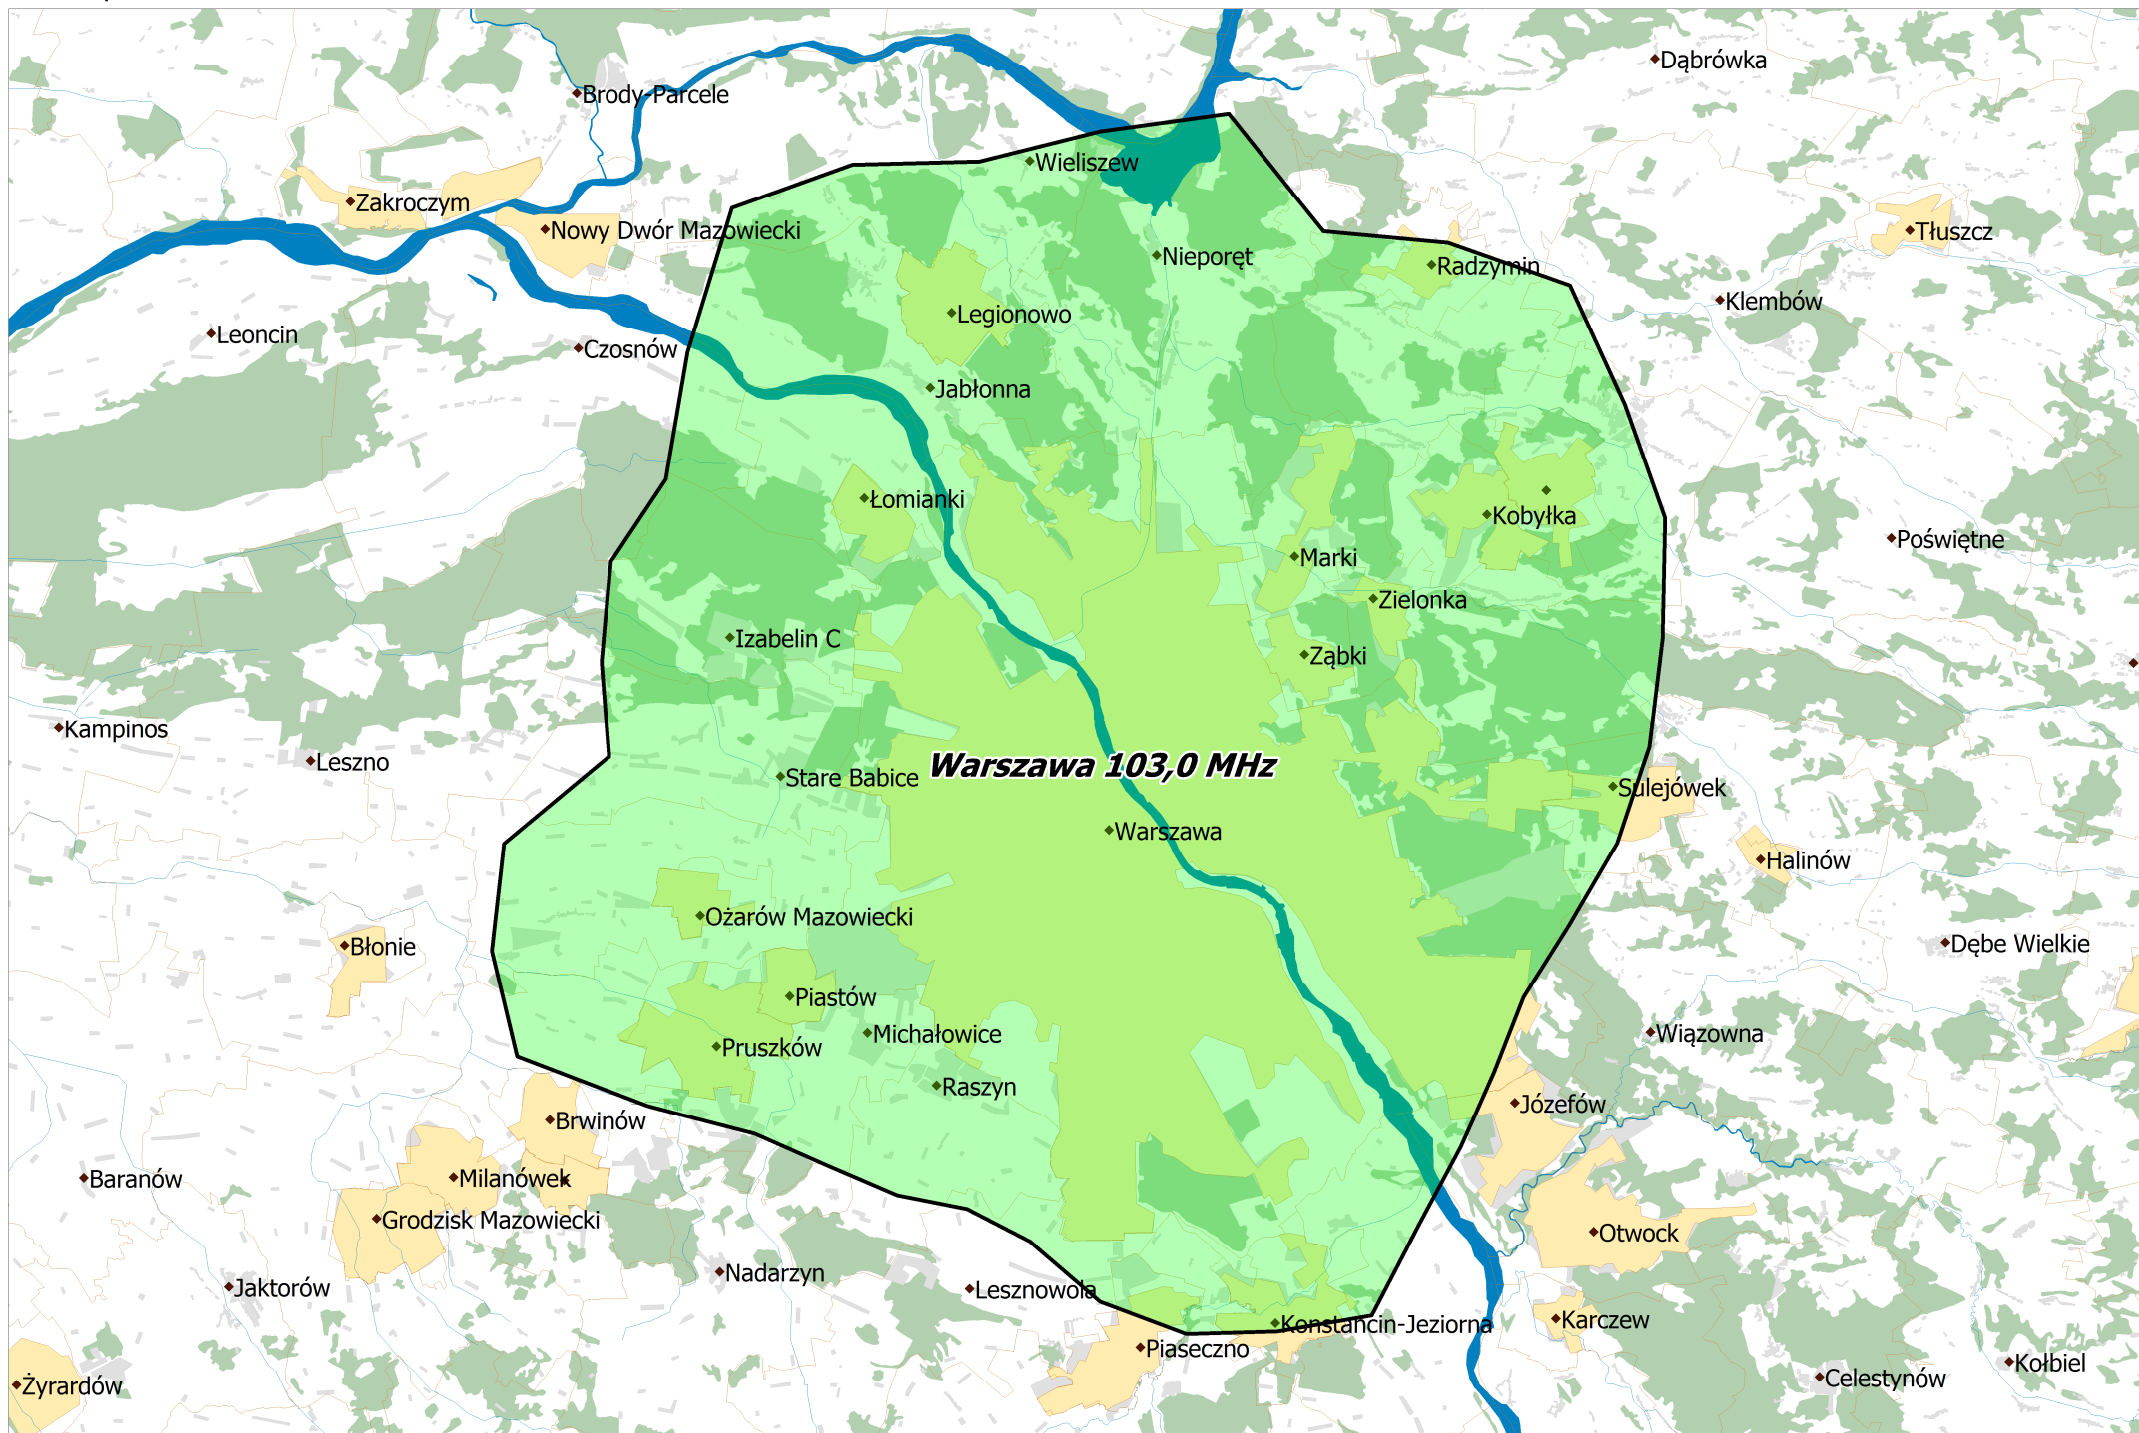 Dąbrówka
Brody-Parcele
Wieliszew
Zakroczym
Nowy Dwór Mazowiecki
Tłuszcz
Nieporęt
Radzymin
Klembów
Legionowo
Leoncin
Czosnów
Jabłonna
Łomianki
Kobyłka
Poświętne
Marki
Zielonka
Izabelin C
Ząbki
Kampinos
Leszno
Warszawa 103,0 MHz
Stare Babice
Sulejówek
Warszawa
Halinów
Ożarów Mazowiecki
Błonie
Dębe Wielkie
Piastów
Michałowice
Wiązowna
Pruszków
Raszyn
Józefów
Brwinów
Baranów
Milanówek
Grodzisk Mazowiecki
Otwock
Nadarzyn
Jaktorów
Lesznowola
Konstancin-Jeziorna
Karczew
Piaseczno
Kołbiel
Żyrardów
Celestynów